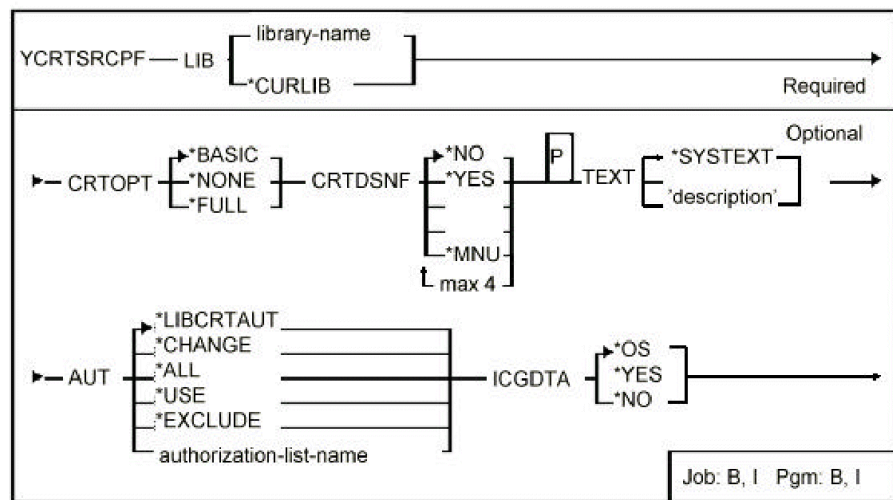 library-name
YCRTSRCPF LIB
*CURLIB
Required
Optional
*BASIC *NO P *SYSTEXT
CRTOPT *NONE CRTDSNF *YES TEXT
*FULL 'description'
*MNU
max 4
*LIBCRTAUT
*CHANGE *OS
AUT *ALL ICGDTA *YES
*USE *NO
*EXCLUDE
authorization-list-name
Job: B, I Pgm: B, I